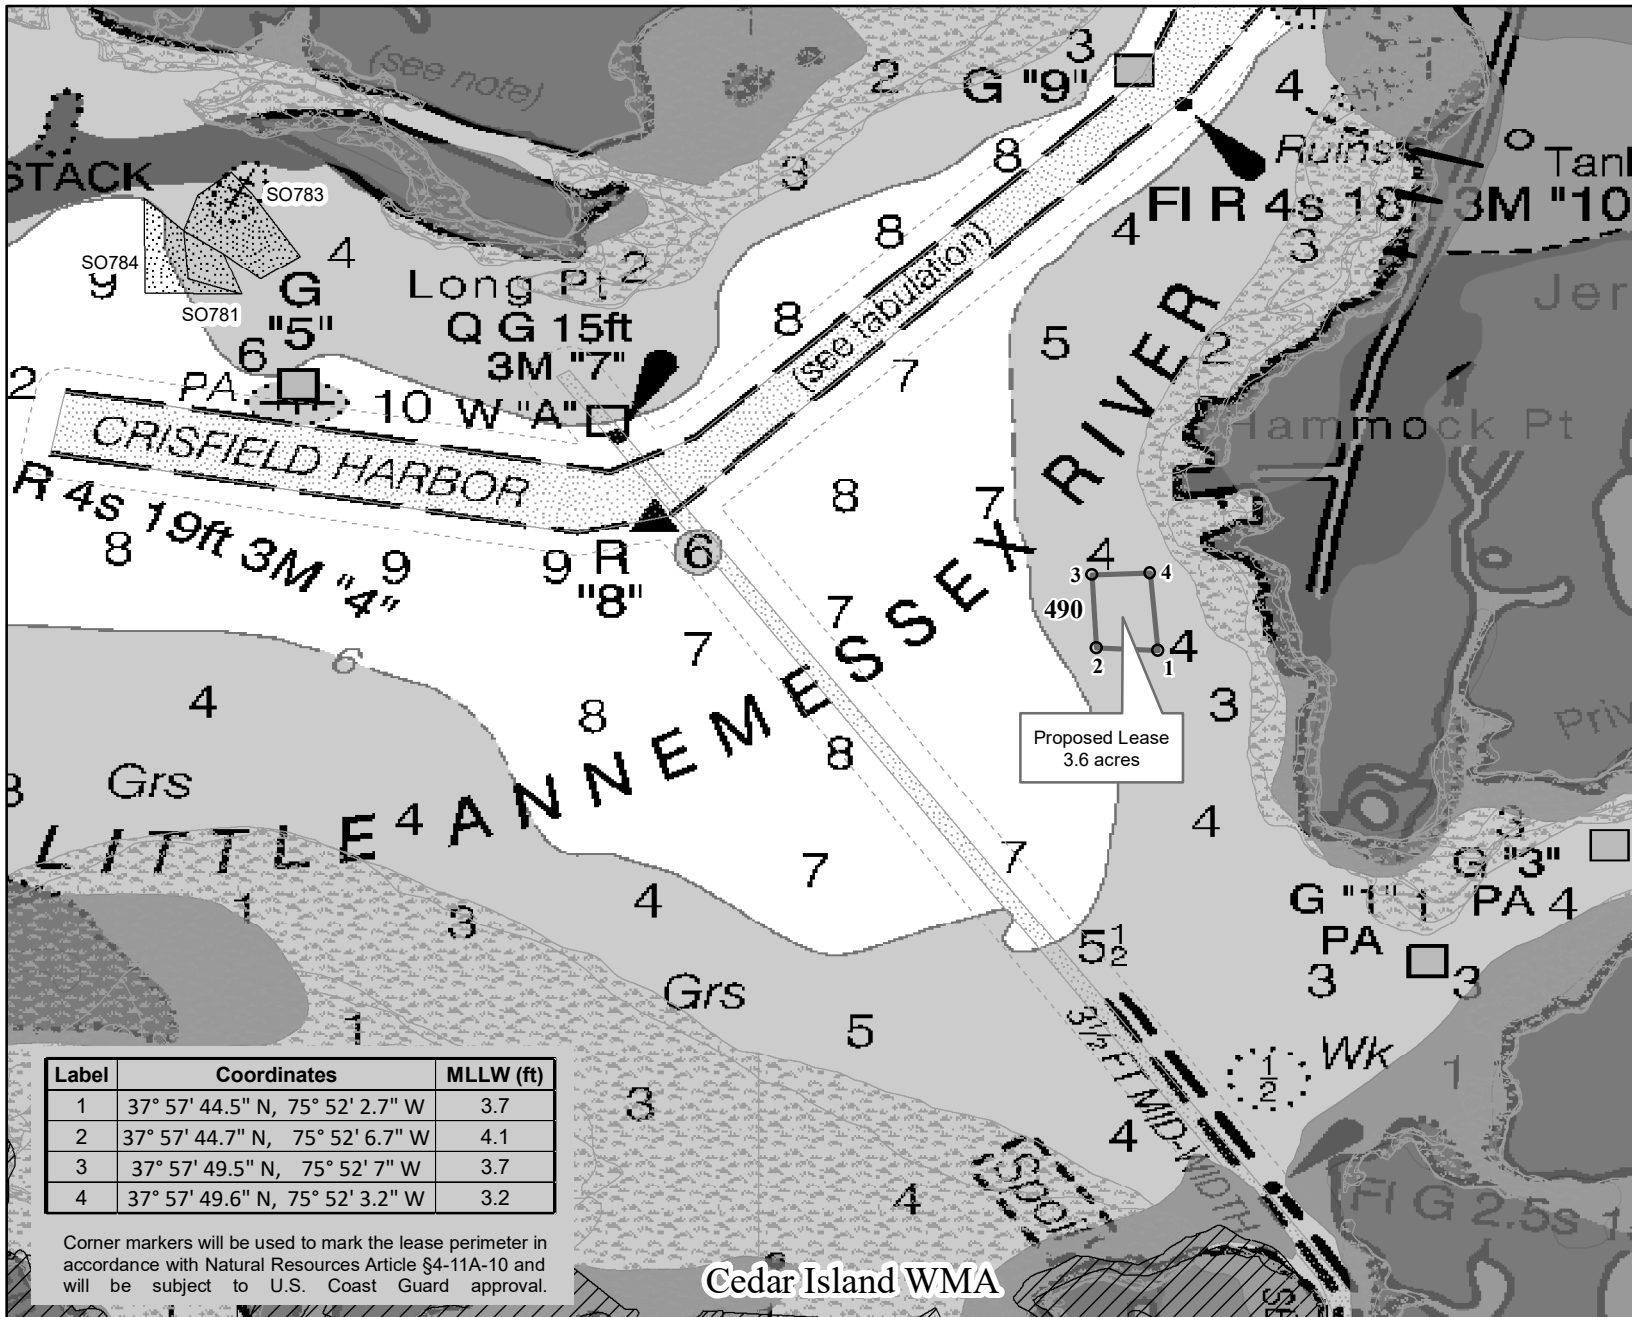 (see note)
3
2
G "9"
4
8
3
Ruins
STACK
SO783
FI R 4s 18
3M "10
4
8
4
3
SO784
9
SO781
G
"5"
Long Pt
2
Q G 15ft
3M "7"
8
(see tabulation)
5
2
Jer
6
2
PA
10
W "A"
7
CRISFIELD HARBOR
Hammock Pt
R 4s 19ft 3M "4"
8
9
9
R
"8"
6
8
7
4
3
4
490
2
1
4
7
7
6
LITTLE ANNEMESSEX RIVER
4
8
8
3
Proposed Lease
3.6 acres
Priv
Grs
4
4
3
7
7
G "3"
G "1"
1
PA 4
PA
1
3
4
5 1/2
3
3
Grs
1
5
3 1/2 FT MID-WIDTH
1/2
Wk
1
3
4
4
Spoil
Fl G 2.5s 1
Label Coordinates MLLW (ft)
1 37° 57' 44.5" N, 75° 52' 2.7" W 3.7
2 37° 57' 44.7" N, 75° 52' 6.7" W 4.1
3 37° 57' 49.5" N, 75° 52' 7" W 3.7
4 37° 57' 49.6" N, 75° 52' 3.2" W 3.2
Corner markers will be used to mark the lease perimeter in
accordance with Natural Resources Article §4-11A-10 and
will be subject to U.S. Coast Guard approval.
Cedar Island WMA